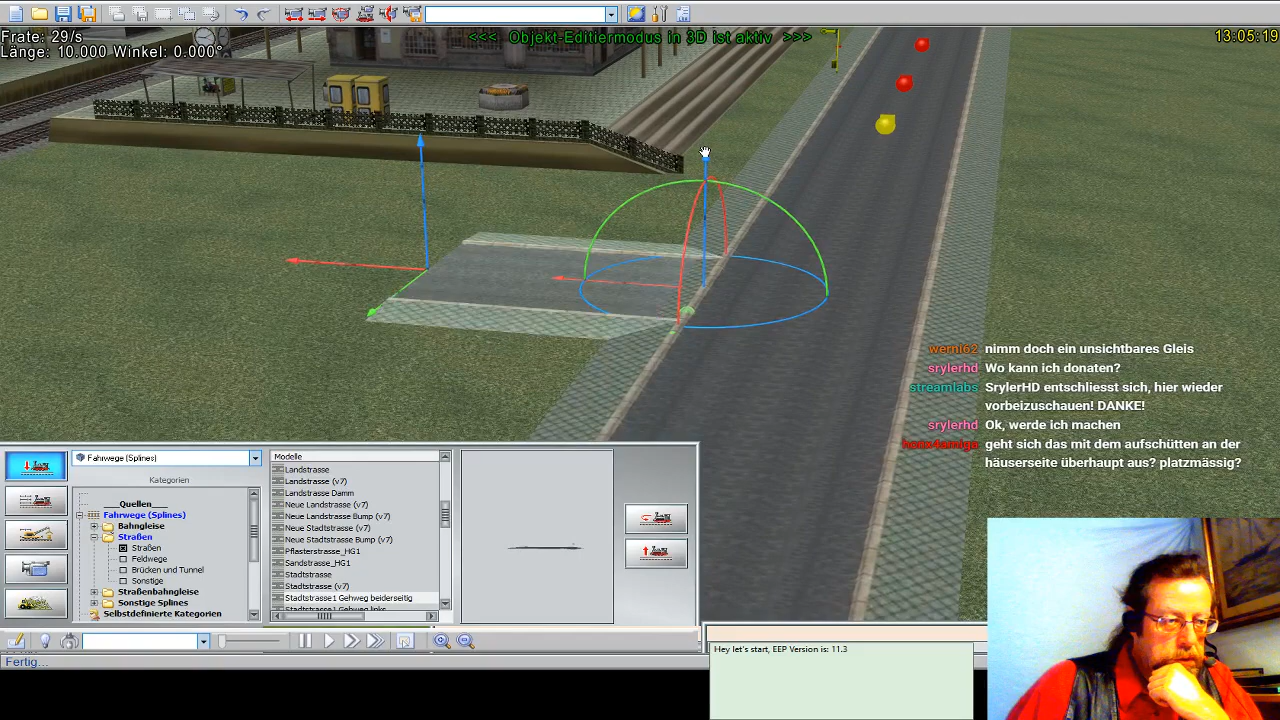 Frate: 29/s
Länge: 10.000 Winkel: 0.000°
<<< Objekt-Editiermodus in 3D ist aktiv >>>
13:05:19
werni62 nimm doch ein unsichtbares Gleis
srylerhd Wo kann ich donaten?
streamlabs SrylerHD entschliesst sich, hier wieder
vorbeizuschauen! DANKE!
srylerhd Ok, werde ich machen
honx4amiga geht sich das mit dem aufschütten an der
häuserseite überhaupt aus? platzmässig?
Fahrwege (Splines)
Kategorien
__Quellen__
Fahrwege (Splines)
Bahngleise
Straßen
Straßen
Feldwege
Brücken und Tunnel
Sonstige
Straßenbahngleise
Sonstige Splines
Selbstdefinierte Kategorien
Modelle
Landstrasse
Landstrasse (v7)
Landstrasse Damm
Neue Landstrasse (v7)
Neue Landstrasse Bump (v7)
Neue Stadtstrasse (v7)
Neue Stadtstrasse Bump (v7)
Pflasterstrasse_HG1
Sandstrasse_HG1
Stadtstrasse
Stadtstrasse (v7)
Stadtstrasse1 Gehweg beiderseitig
Stadtstrasse1 Gehweg links
Hey let's start, EEP Version is: 11.3
Fertig...